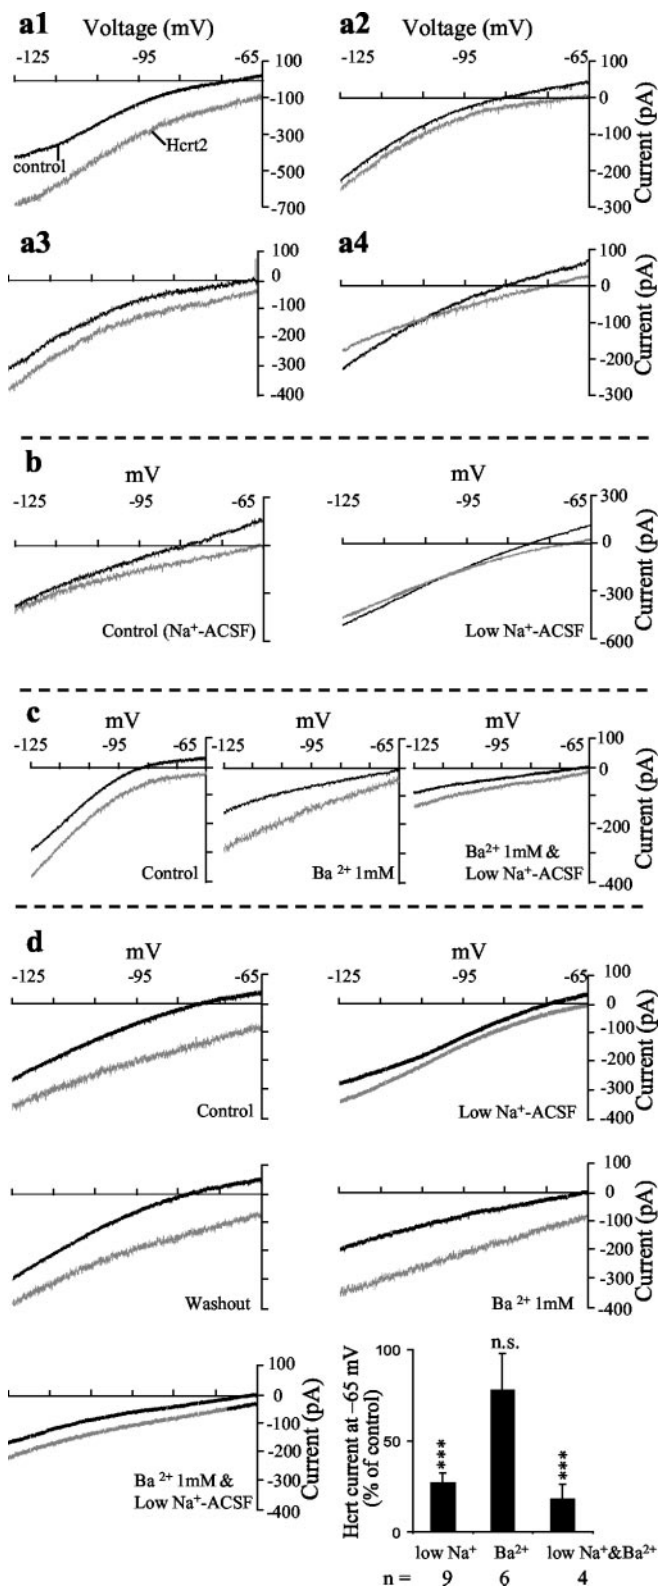 a1
a2
Voltage (mV)
Voltage (mV)
-125 -95 -65
-125 -95 -65
100
-100
-300
-500
-700
control
Hcrt2
100
0
-100
-200
-300
Current (pA)
a3
a4
100
0
-100
-200
-300
-400
100
0
-100
-200
-300
Current (pA)
b
mV
mV
-125 -95 -65
-125 -95 -65
Control (Na⁺-ACSF)
300
0
-300
-600
Current (pA)
Low Na⁺-ACSF
c
mV
mV
mV
-125 -95 -65
-125 -95 -65
-125 -95 -65
Control
Ba ²⁺ 1mM
Ba²⁺ 1mM &
Low Na⁺-ACSF
100
0
-200
-400
Current (pA)
d
mV
mV
-125 -95 -65
-125 -95 -65
Control
100
0
-100
-200
-300
-400
Current (pA)
Low Na⁺-ACSF
Washout
100
0
-100
-200
-300
-400
Current (pA)
Ba ²⁺ 1mM
100
0
-100
-200
-300
-400
Current (pA)
Ba ²⁺ 1mM &
Low Na⁺-ACSF
Hcrt current at –65 mV
(% of control)
100
50
0
***
n.s.
***
low Na⁺ Ba²⁺ low Na⁺&Ba²⁺
n = 9 6 4